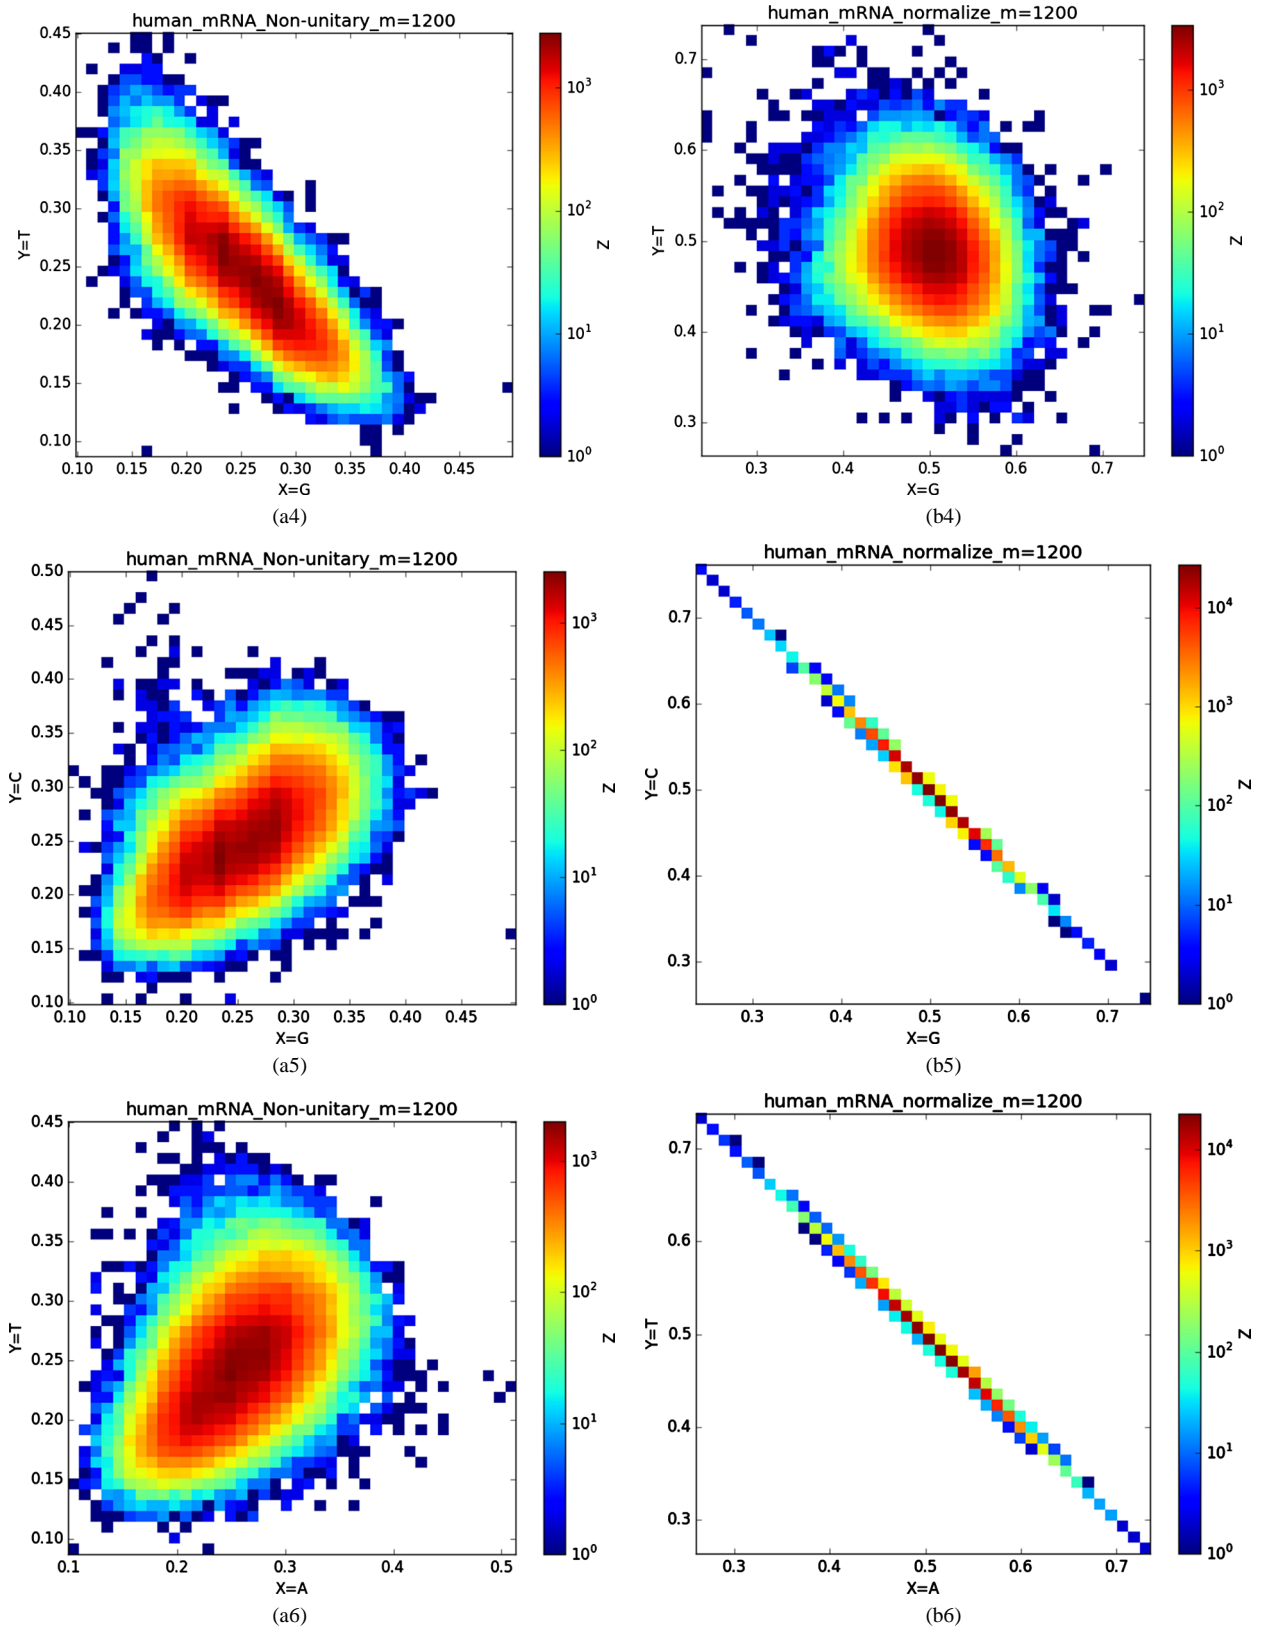 human_mRNA_Non-unitary_m=1200
0.45
0.40
0.35
0.30
0.25
0.20
0.15
0.10
Y=T
0.10 0.15 0.20 0.25 0.30 0.35 0.40 0.45
X=G
10³
10²
10¹
10⁰
Z
(a4)
human_mRNA_normalize_m=1200
0.7
0.6
0.5
0.4
0.3
Y=T
0.3 0.4 0.5 0.6 0.7
X=G
10³
10²
10¹
10⁰
Z
(b4)
human_mRNA_Non-unitary_m=1200
0.50
0.45
0.40
0.35
0.30
0.25
0.20
0.15
0.10
Y=C
0.10 0.15 0.20 0.25 0.30 0.35 0.40 0.45
X=G
10³
10²
10¹
10⁰
Z
(a5)
human_mRNA_normalize_m=1200
0.7
0.6
0.5
0.4
0.3
Y=C
0.3 0.4 0.5 0.6 0.7
X=G
10⁴
10³
10²
10¹
10⁰
Z
(b5)
human_mRNA_Non-unitary_m=1200
0.45
0.40
0.35
0.30
0.25
0.20
0.15
0.10
Y=T
0.1 0.2 0.3 0.4 0.5
X=A
10³
10²
10¹
10⁰
Z
(a6)
human_mRNA_normalize_m=1200
0.7
0.6
0.5
0.4
0.3
Y=T
0.3 0.4 0.5 0.6 0.7
X=A
10⁴
10³
10²
10¹
10⁰
Z
(b6)